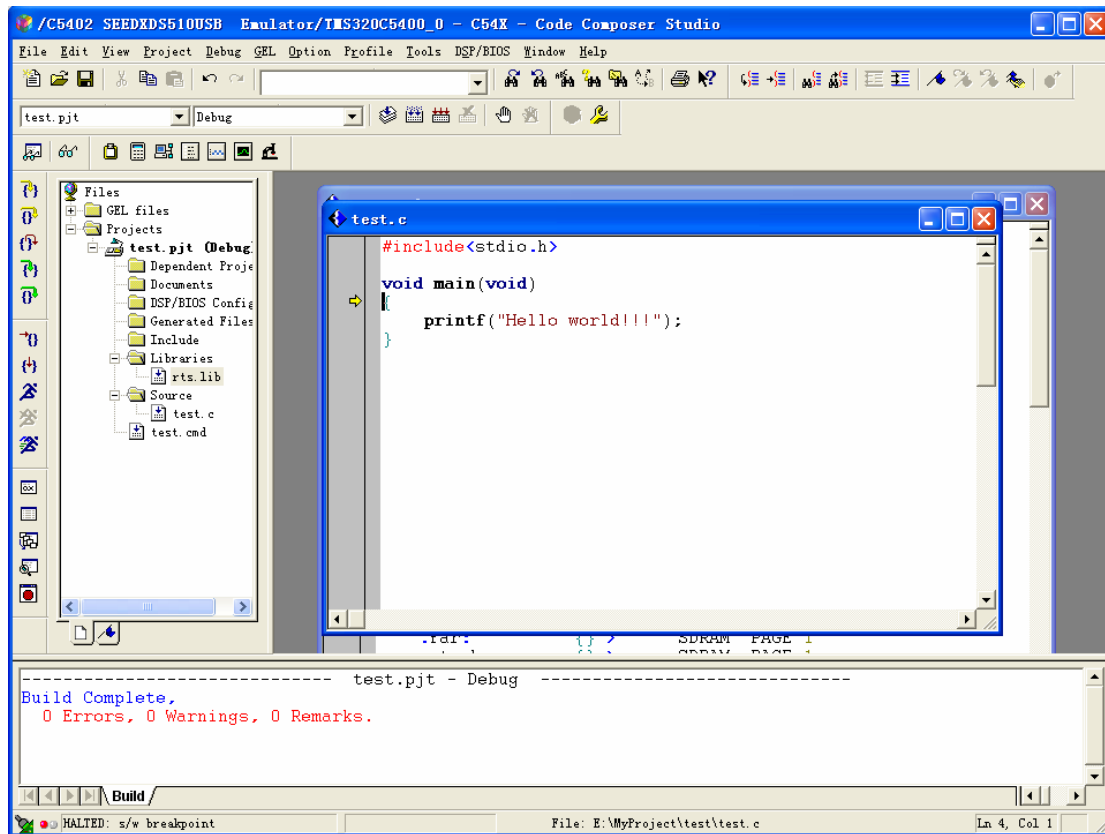 /C5402 SEEDXDS510USB Emulator/TMS320C5400_0 - C54X - Code Composer Studio
File Edit View Project Debug GEL Option Profile Tools DSP/BIOS Window Help
test.pjt Debug
Files
GEL files
Projects
test.pjt (Debug
Dependent Proje
Documents
DSP/BIOS Config
Generated Files
Include
Libraries
rts.lib
Source
test.c
test.cmd
test.c
#include<stdio.h>
void main(void)
{
printf("Hello world!!!");
}
{} > SDRAM PAGE 1
------------------------------ test.pjt - Debug ------------------------------
Build Complete,
0 Errors, 0 Warnings, 0 Remarks.
Build
HALTED: s/w breakpoint
File: E:\MyProject\test\test.c
Ln 4, Col 1